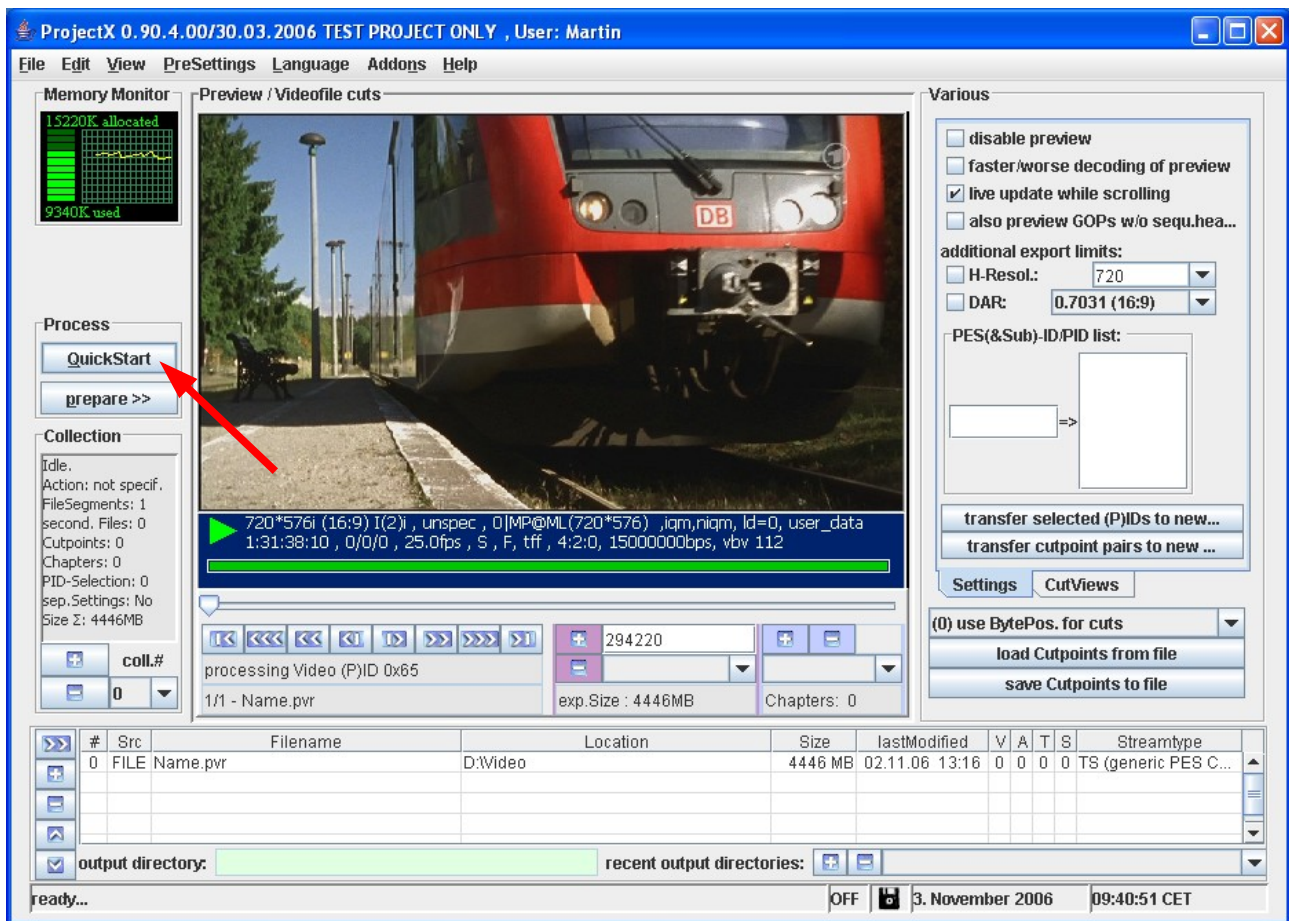 ProjectX 0.90.4.00/30.03.2006 TEST PROJECT ONLY , User: Martin
File Edit View PreSettings Language Addons Help
Memory Monitor
15220K allocated
9340K used
Process
QuickStart
prepare >>
Collection
Idle.
Action: not specif.
FileSegments: 1
second. Files: 0
Cutpoints: 0
Chapters: 0
PID-Selection: 0
sep.Settings: No
Size Σ: 4446MB
coll.#
0
Preview / Videofile cuts
DB
720*576i (16:9) I(2)i , unspec , 0|MP@ML(720*576) ,iqm,niqm, ld=0, user_data
1:31:38:10 , 0/0/0 , 25.0fps , S , F, tff , 4:2:0, 15000000bps, vbv 112
294220
processing Video (P)ID 0x65
1/1 - Name.pvr
exp.Size : 4446MB
Chapters: 0
Various
disable preview
faster/worse decoding of preview
live update while scrolling
also preview GOPs w/o sequ.hea...
additional export limits:
H-Resol.: 720
DAR: 0.7031 (16:9)
PES(&Sub)-ID/PID list:
=>
transfer selected (P)IDs to new...
transfer cutpoint pairs to new ...
Settings CutViews
(0) use BytePos. for cuts
load Cutpoints from file
save Cutpoints to file
# Src Filename Location Size lastModified V A T S Streamtype
0 FILE Name.pvr D:\Video 4446 MB 02.11.06 13:16 0 0 0 0 TS (generic PES C...
output directory: recent output directories:
ready... OFF 3. November 2006 09:40:51 CET